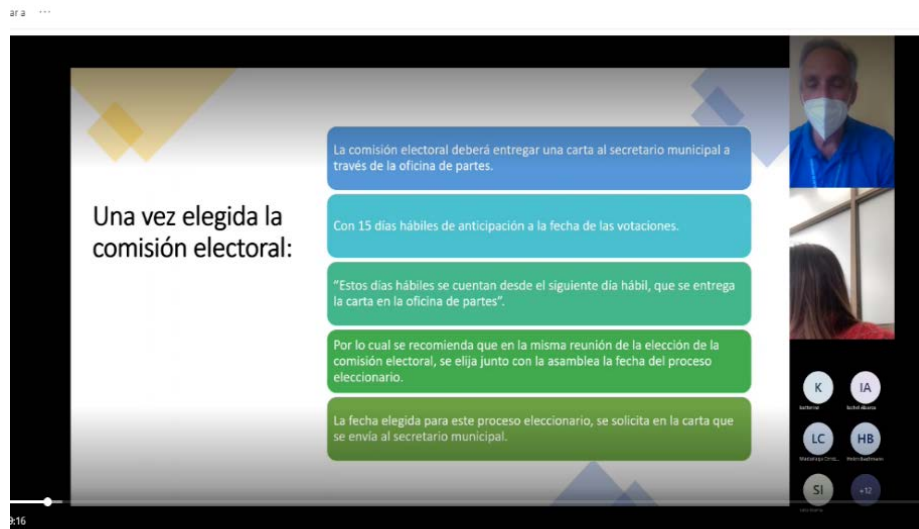 ar a ...
Una vez elegida la
comisión electoral:
La comisión electoral deberá entregar una carta al secretario municipal a
través de la oficina de partes.
Con 15 días hábiles de anticipación a la fecha de las votaciones.
“Estos días hábiles se cuentan desde el siguiente día hábil, que se entrega
la carta en la oficina de partes”.
Por lo cual se recomienda que en la misma reunión de la elección de la
comisión electoral, se elija junto con la asamblea la fecha del proceso
eleccionario.
La fecha elegida para este proceso eleccionario, se solicita en la carta que
se envía al secretario municipal.
K
IA
LC
HB
SI
+12
9:16